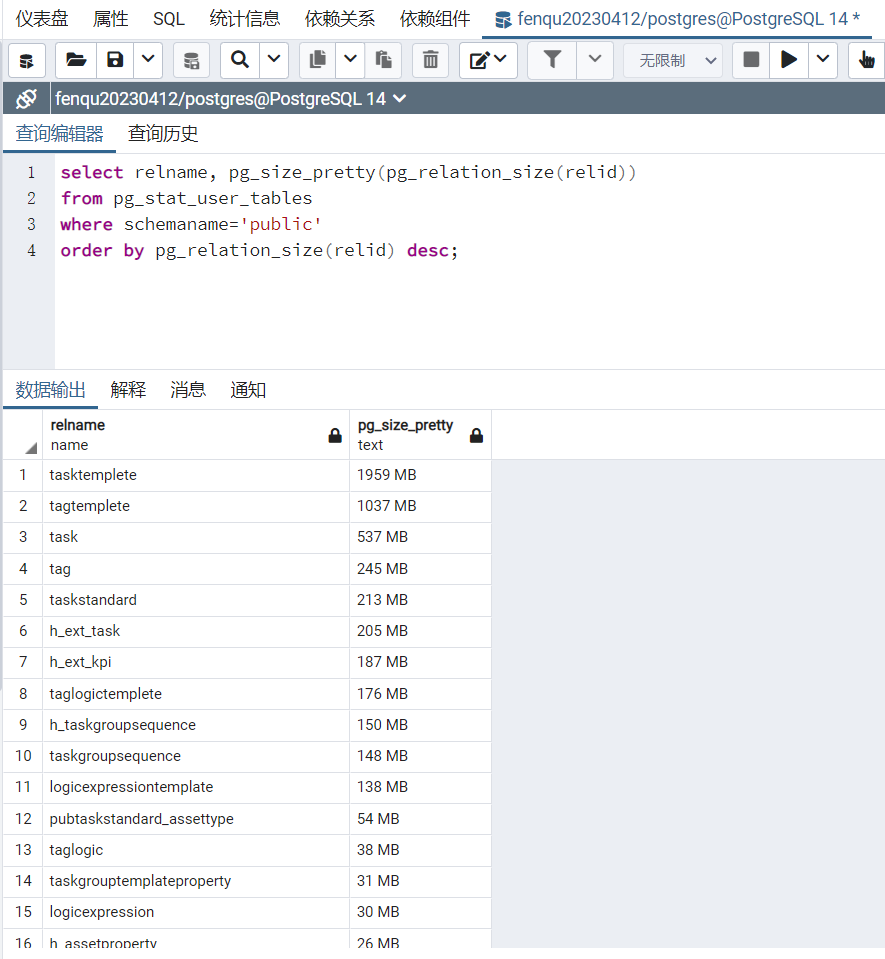 仪表盘 属性 SQL 统计信息 依赖关系 依赖组件 fenqu20230412/postgres@PostgreSQL 14 *
无限制
fenqu20230412/postgres@PostgreSQL 14
查询编辑器 查询历史
1 select relname, pg_size_pretty(pg_relation_size(relid))
2 from pg_stat_user_tables
3 where schemaname='public'
4 order by pg_relation_size(relid) desc;
数据输出 解释 消息 通知
relname pg_size_pretty
name text
1 tasktemplete 1959 MB
2 tagtemplete 1037 MB
3 task 537 MB
4 tag 245 MB
5 taskstandard 213 MB
6 h_ext_task 205 MB
7 h_ext_kpi 187 MB
8 taglogictemplete 176 MB
9 h_taskgroupsequence 150 MB
10 taskgroupsequence 148 MB
11 logicexpressiontemplate 138 MB
12 pubtaskstandard_assettype 54 MB
13 taglogic 38 MB
14 taskgrouptemplateproperty 31 MB
15 logicexpression 30 MB
16 h_assetproperty 26 MB